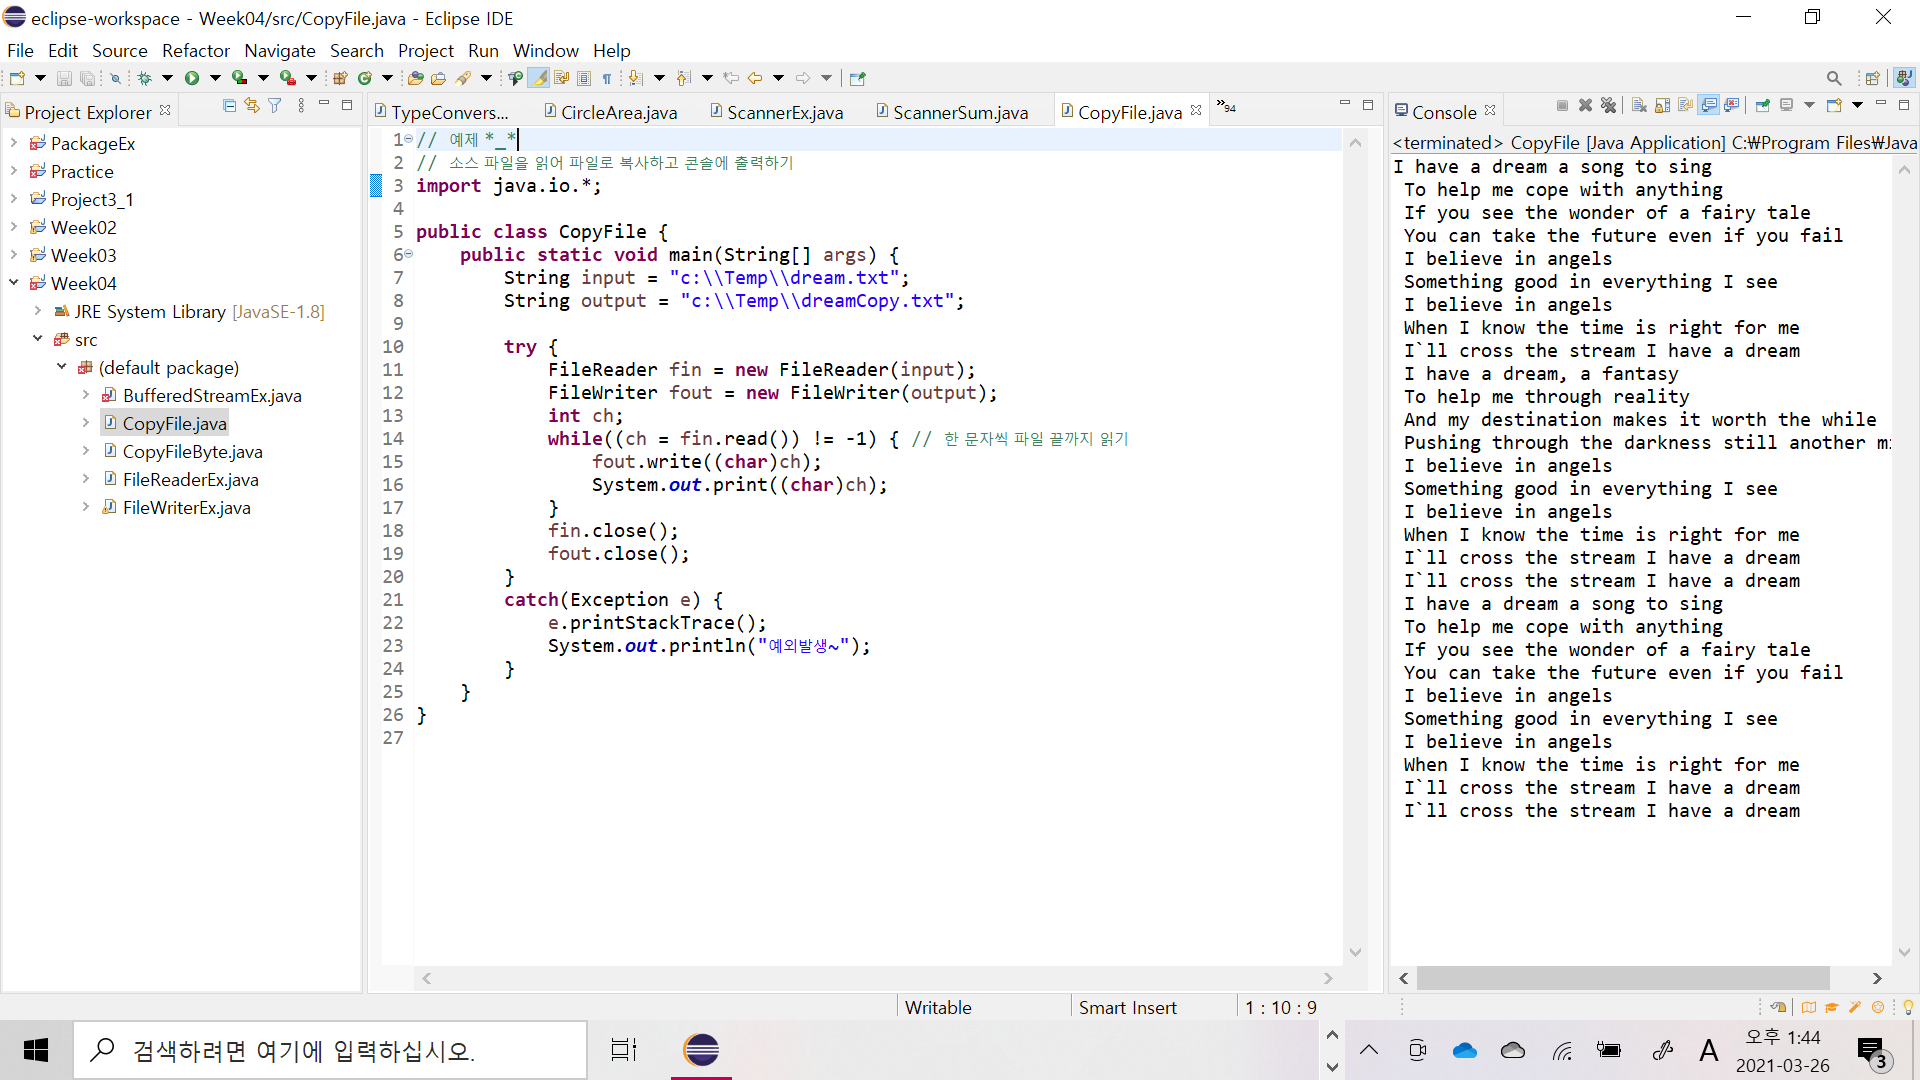 eclipse-workspace - Week04/src/CopyFile.java - Eclipse IDE
File Edit Source Refactor Navigate Search Project Run Window Help
Project Explorer
PackageEx
Practice
Project3_1
Week02
Week03
Week04
JRE System Library [JavaSE-1.8]
src
(default package)
BufferedStreamEx.java
CopyFile.java
CopyFileByte.java
FileReaderEx.java
FileWriterEx.java
TypeConvers... CircleArea.java ScannerEx.java ScannerSum.java CopyFile.java »94
1 // 예제 *_*
2 // 소스 파일을 읽어 파일로 복사하고 콘솔에 출력하기
3 import java.io.*;
4
5 public class CopyFile {
6 public static void main(String[] args) {
7 String input = "c:\\Temp\\dream.txt";
8 String output = "c:\\Temp\\dreamCopy.txt";
9
10 try {
11 FileReader fin = new FileReader(input);
12 FileWriter fout = new FileWriter(output);
13 int ch;
14 while((ch = fin.read()) != -1) { // 한 문자씩 파일 끝까지 읽기
15 fout.write((char)ch);
16 System.out.print((char)ch);
17 }
18 fin.close();
19 fout.close();
20 }
21 catch(Exception e) {
22 e.printStackTrace();
23 System.out.println("예외발생~");
24 }
25 }
26 }
27
Console
<terminated> CopyFile [Java Application] C:₩Program Files₩Java
I have a dream a song to sing
To help me cope with anything
If you see the wonder of a fairy tale
You can take the future even if you fail
I believe in angels
Something good in everything I see
I believe in angels
When I know the time is right for me
I`ll cross the stream I have a dream
I have a dream, a fantasy
To help me through reality
And my destination makes it worth the while
Pushing through the darkness still another mi
I believe in angels
Something good in everything I see
I believe in angels
When I know the time is right for me
I`ll cross the stream I have a dream
I`ll cross the stream I have a dream
I have a dream a song to sing
To help me cope with anything
If you see the wonder of a fairy tale
You can take the future even if you fail
I believe in angels
Something good in everything I see
I believe in angels
When I know the time is right for me
I`ll cross the stream I have a dream
I`ll cross the stream I have a dream
Writable Smart Insert 1 : 10 : 9
검색하려면 여기에 입력하십시오.
A
오후 1:44
2021-03-26
3